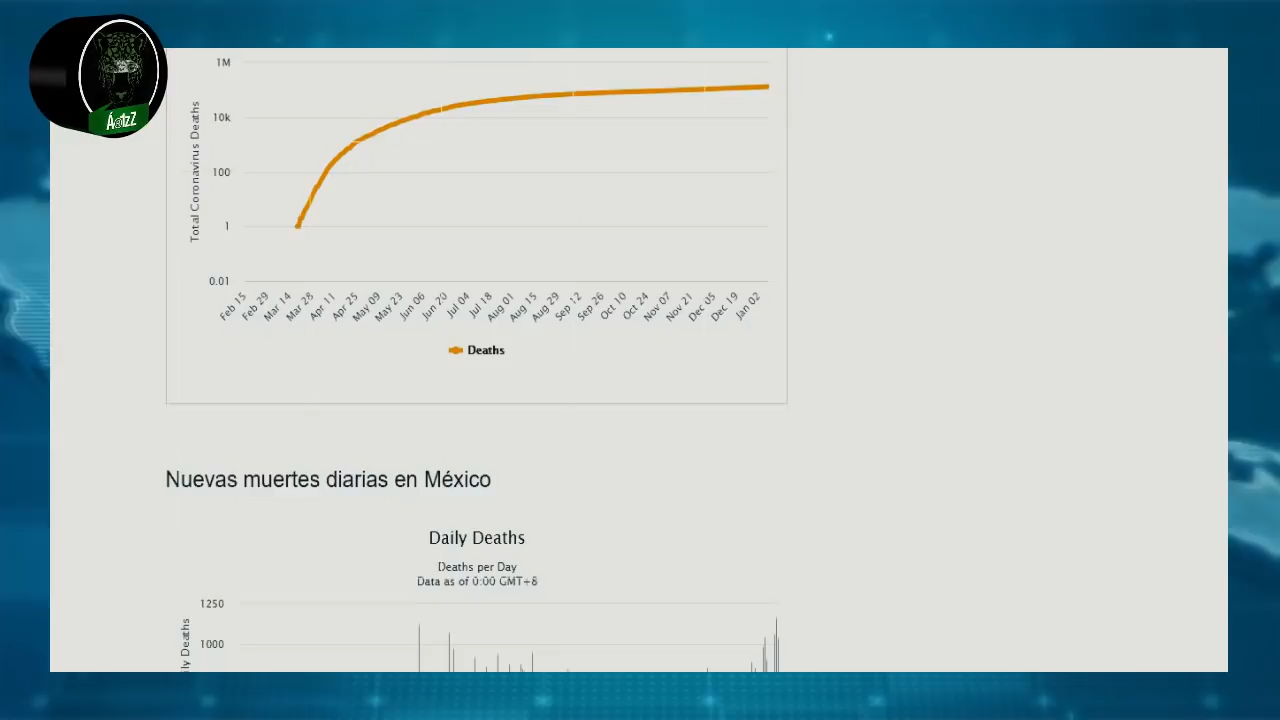 Á@tzZ
1M
10k
100
1
0.01
Total Coronavirus Deaths
Feb 15
Feb 29
Mar 14
Mar 28
Apr 11
Apr 25
May 09
May 23
Jun 06
Jun 20
Jul 04
Jul 18
Aug 01
Aug 15
Aug 29
Sep 12
Sep 26
Oct 10
Oct 24
Nov 07
Nov 21
Dec 05
Dec 19
Jan 02
Deaths
Nuevas muertes diarias en México
Daily Deaths
Deaths per Day
Data as of 0:00 GMT+8
1250
1000
ily Deaths